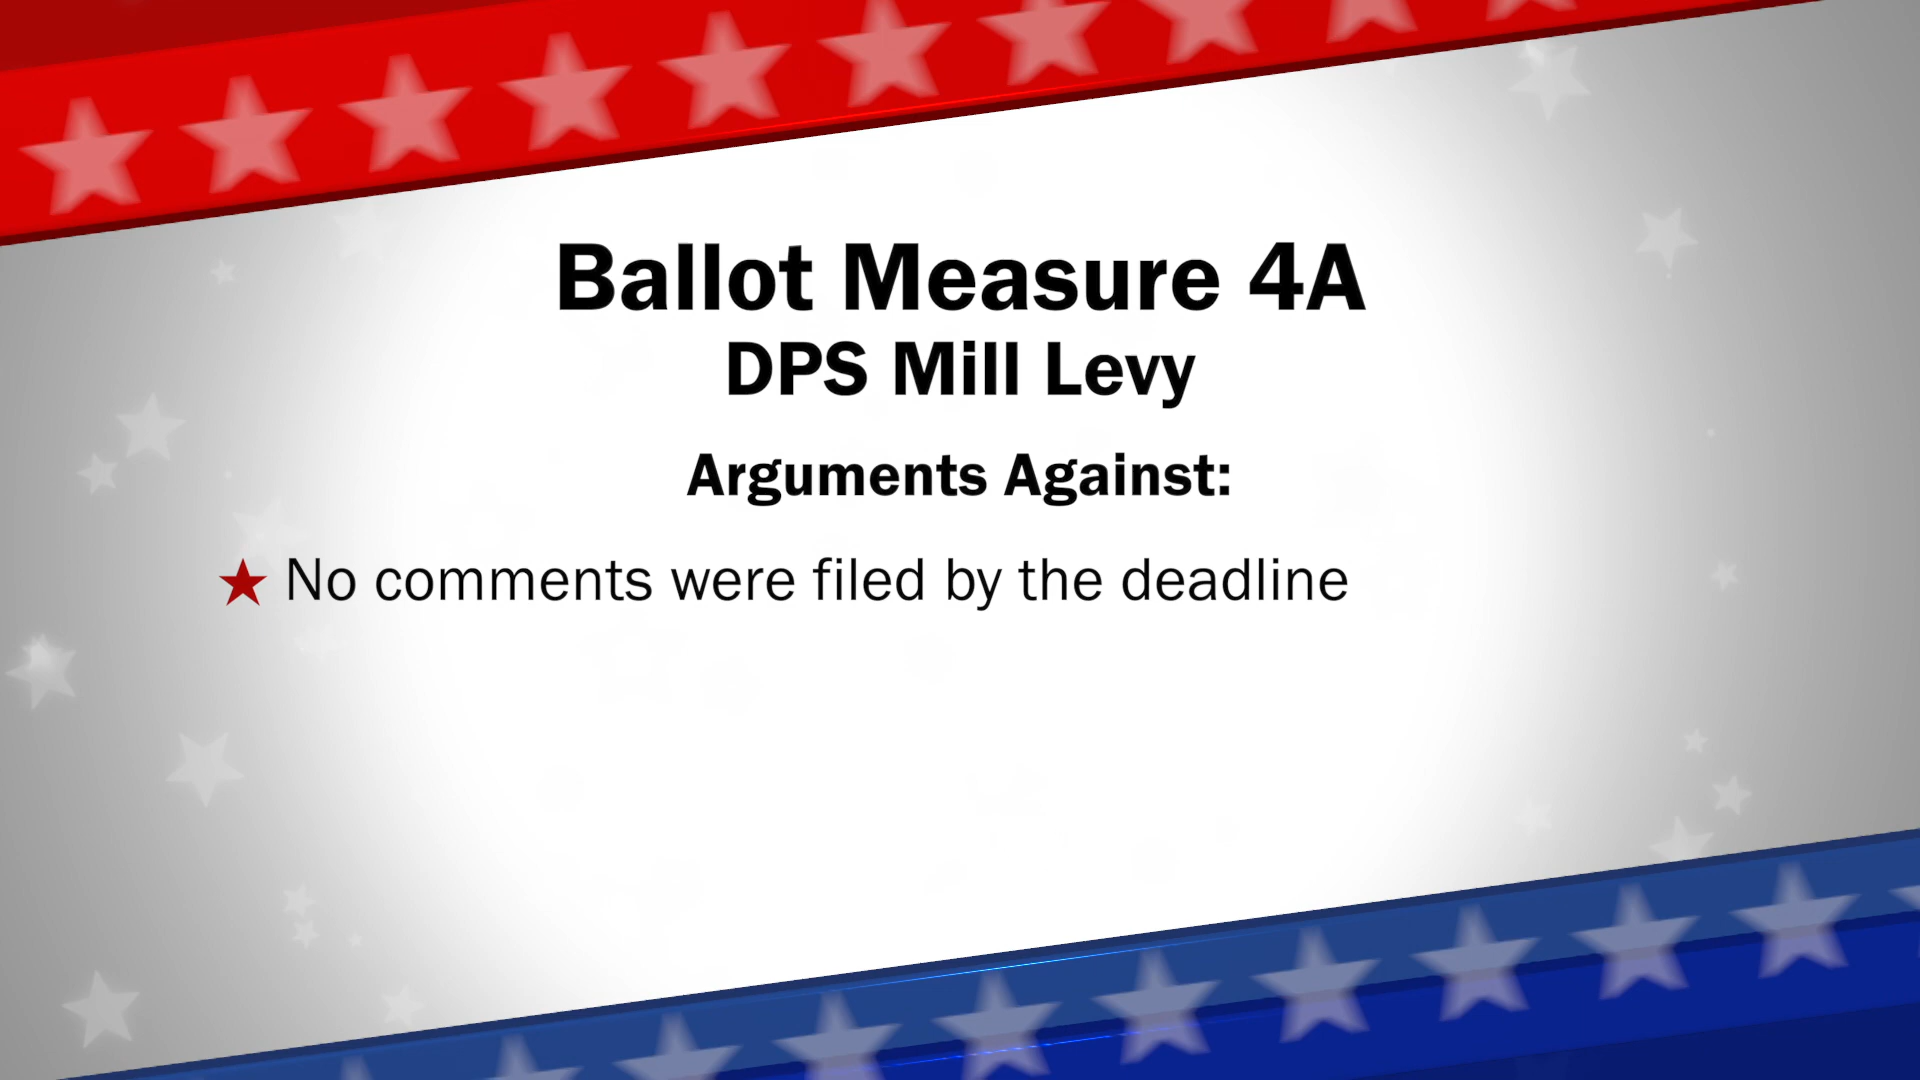 Ballot Measure 4A
DPS Mill Levy
Arguments Against:
No comments were filed by the deadline